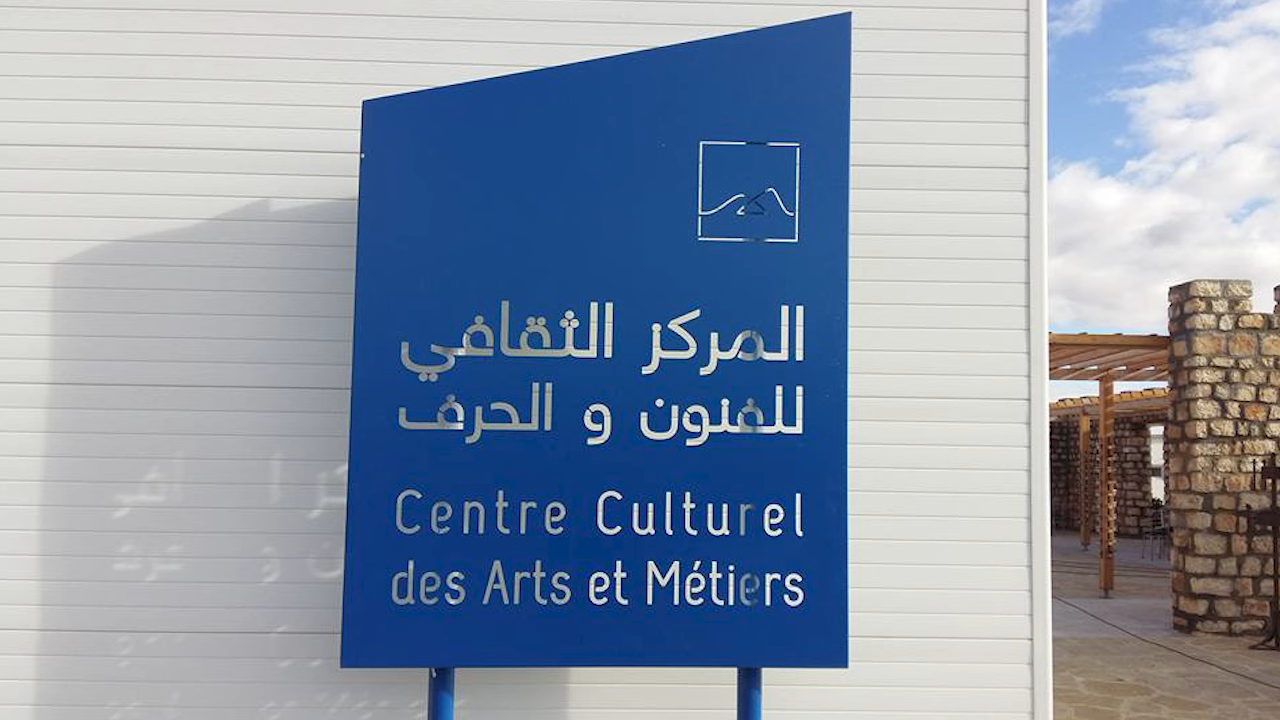 المركز الثقافي
للفنون و الحرف
Centre Culturel
des Arts et Métiers